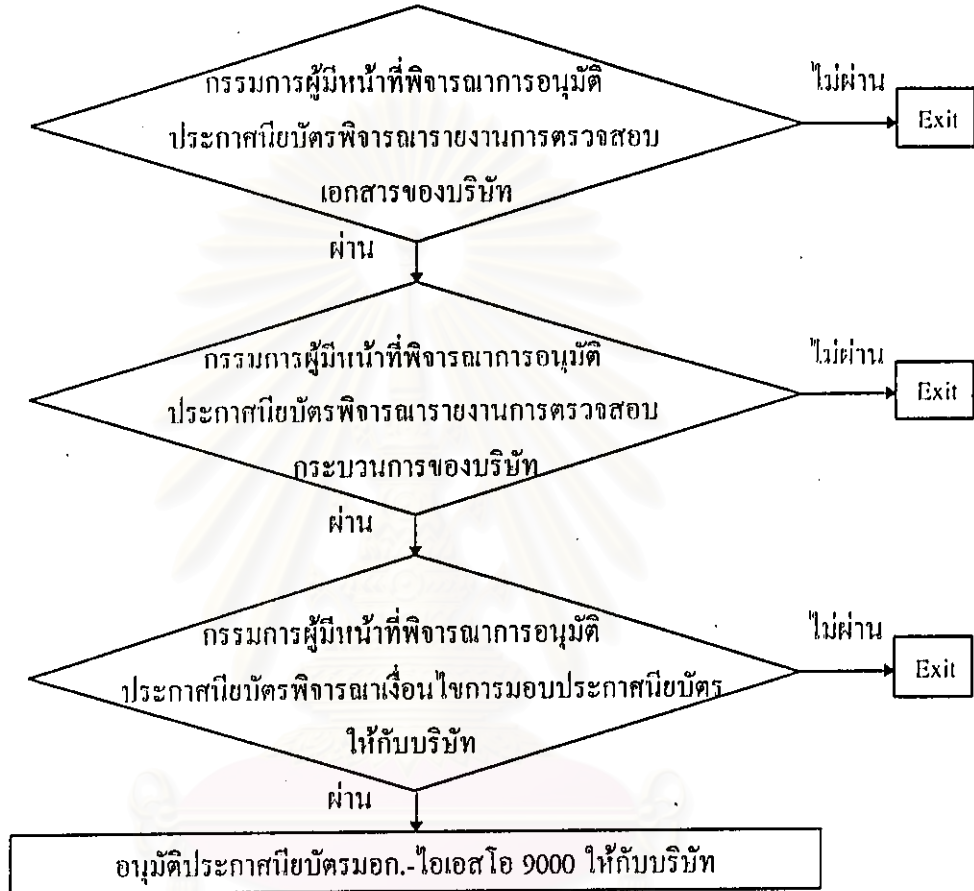 กรรมการผู้มีหน้าที่พิจารณาการอนุมัติ
ประกาศนียบัตรพิจารณารายงานการตรวจสอบ
เอกสารของบริษัท
ไม่ผ่าน
Exit
ผ่าน
กรรมการผู้มีหน้าที่พิจารณาการอนุมัติ
ประกาศนียบัตรพิจารณารายงานการตรวจสอบ
กระบวนการของบริษัท
ไม่ผ่าน
Exit
ผ่าน
กรรมการผู้มีหน้าที่พิจารณาการอนุมัติ
ประกาศนียบัตรพิจารณาเงื่อนไขการมอบประกาศนียบัตร
ให้กับบริษัท
ไม่ผ่าน
Exit
ผ่าน
อนุมัติประกาศนียบัตรมอก.-ไอเอสโอ 9000 ให้กับบริษัท